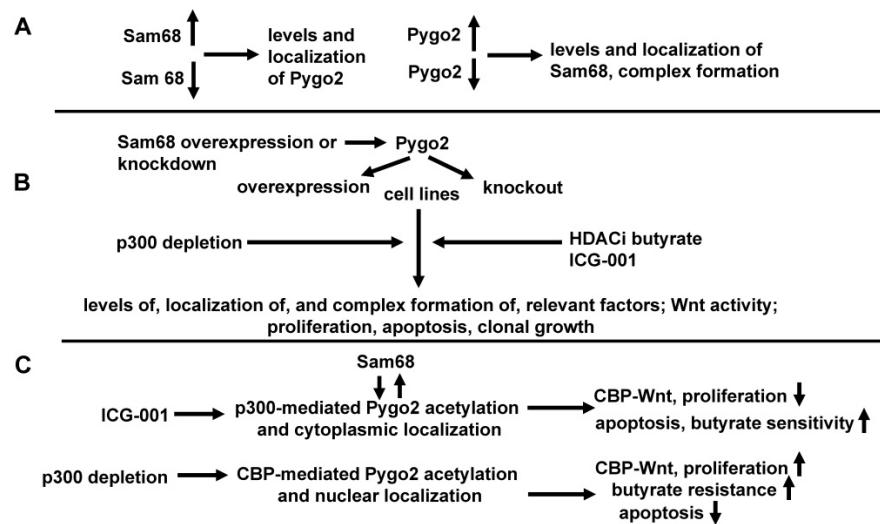 A
Sam68
Sam 68
levels and
localization
of Pygo2
Pygo2
Pygo2
levels and localization of
Sam68, complex formation
B
Sam68 overexpression or
knockdown
Pygo2
overexpression
cell lines
knockout
p300 depletion
HDACi butyrate
ICG-001
levels of, localization of, and complex formation of, relevant factors; Wnt activity;
proliferation, apoptosis, clonal growth
C
Sam68
ICG-001
p300-mediated Pygo2 acetylation
and cytoplasmic localization
CBP-Wnt, proliferation
apoptosis, butyrate sensitivity
p300 depletion
CBP-mediated Pygo2 acetylation
and nuclear localization
CBP-Wnt, proliferation
butyrate resistance
apoptosis